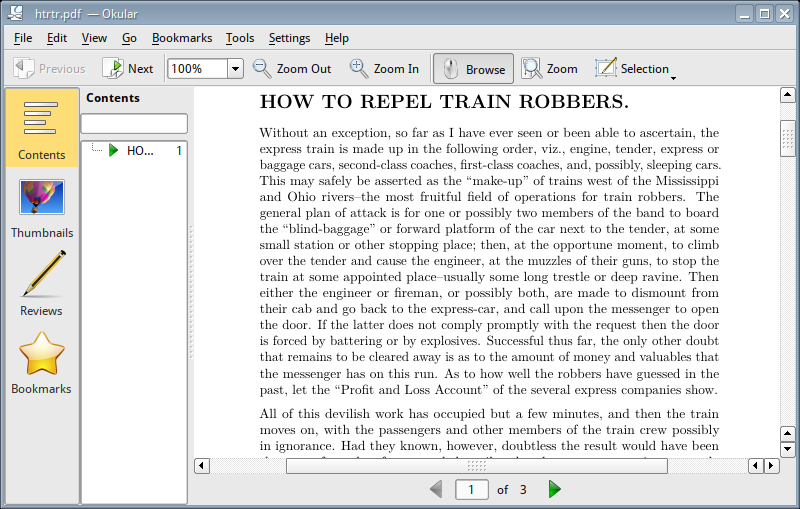 htrtr.pdf — Okular
File Edit View Go Bookmarks Tools Settings Help
Previous Next 100% Zoom Out Zoom In Browse Zoom Selection
Contents
Thumbnails
Reviews
Bookmarks
Contents
HO... 1
HOW TO REPEL TRAIN ROBBERS.
Without an exception, so far as I have ever seen or been able to ascertain, the
express train is made up in the following order, viz., engine, tender, express or
baggage cars, second-class coaches, first-class coaches, and, possibly, sleeping cars.
This may safely be asserted as the “make-up” of trains west of the Mississippi
and Ohio rivers–the most fruitful field of operations for train robbers. The
general plan of attack is for one or possibly two members of the band to board
the “blind-baggage” or forward platform of the car next to the tender, at some
small station or other stopping place; then, at the opportune moment, to climb
over the tender and cause the engineer, at the muzzles of their guns, to stop the
train at some appointed place–usually some long trestle or deep ravine. Then
either the engineer or fireman, or possibly both, are made to dismount from
their cab and go back to the express-car, and call upon the messenger to open
the door. If the latter does not comply promptly with the request then the door
is forced by battering or by explosives. Successful thus far, the only other doubt
that remains to be cleared away is as to the amount of money and valuables that
the messenger has on this run. As to how well the robbers have guessed in the
past, let the “Profit and Loss Account” of the several express companies show.
All of this devilish work has occupied but a few minutes, and then the train
moves on, with the passengers and other members of the train crew possibly
in ignorance. Had they known, however, doubtless the result would have been
1 of 3